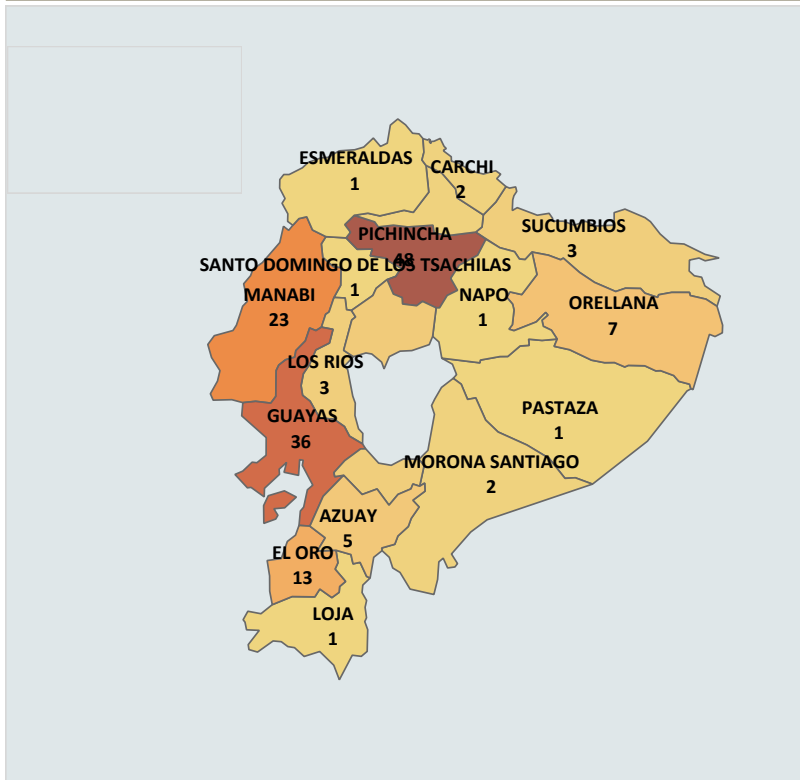 ESMERALDAS
1
CARCHI
2
SUCUMBIOS
3
PICHINCHA
48
SANTO DOMINGO DE LOS TSACHILAS
1
MANABI
23
NAPO
1
ORELLANA
7
LOS RIOS
3
GUAYAS
36
PASTAZA
1
MORONA SANTIAGO
2
AZUAY
5
EL ORO
13
LOJA
1